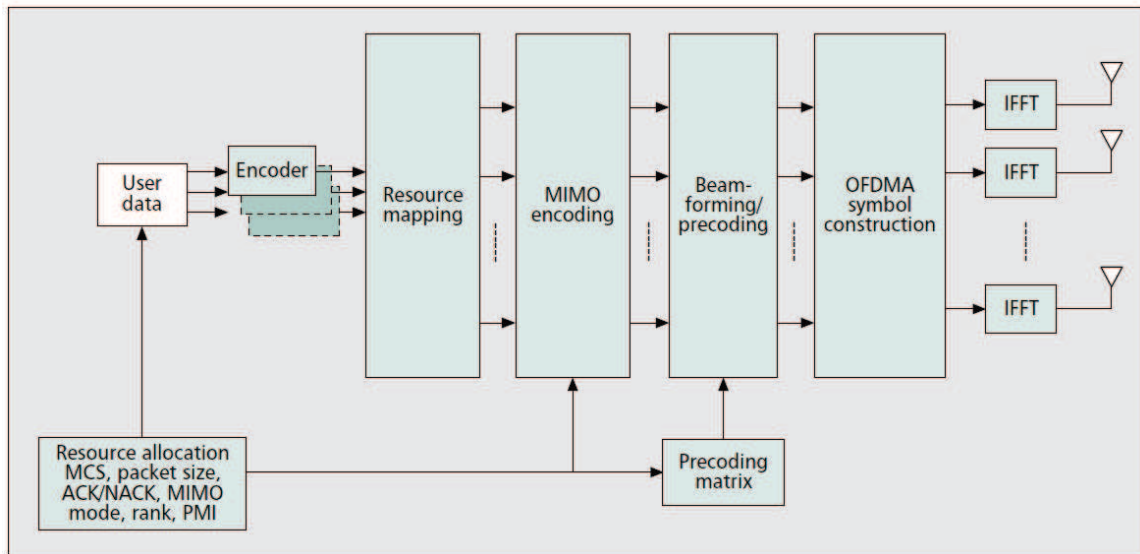 User
data
Encoder
Resource
mapping
MIMO
encoding
Beam-
forming/
precoding
OFDMA
symbol
construction
IFFT
IFFT
IFFT
Resource allocation
MCS, packet size,
ACK/NACK, MIMO
mode, rank, PMI
Precoding
matrix